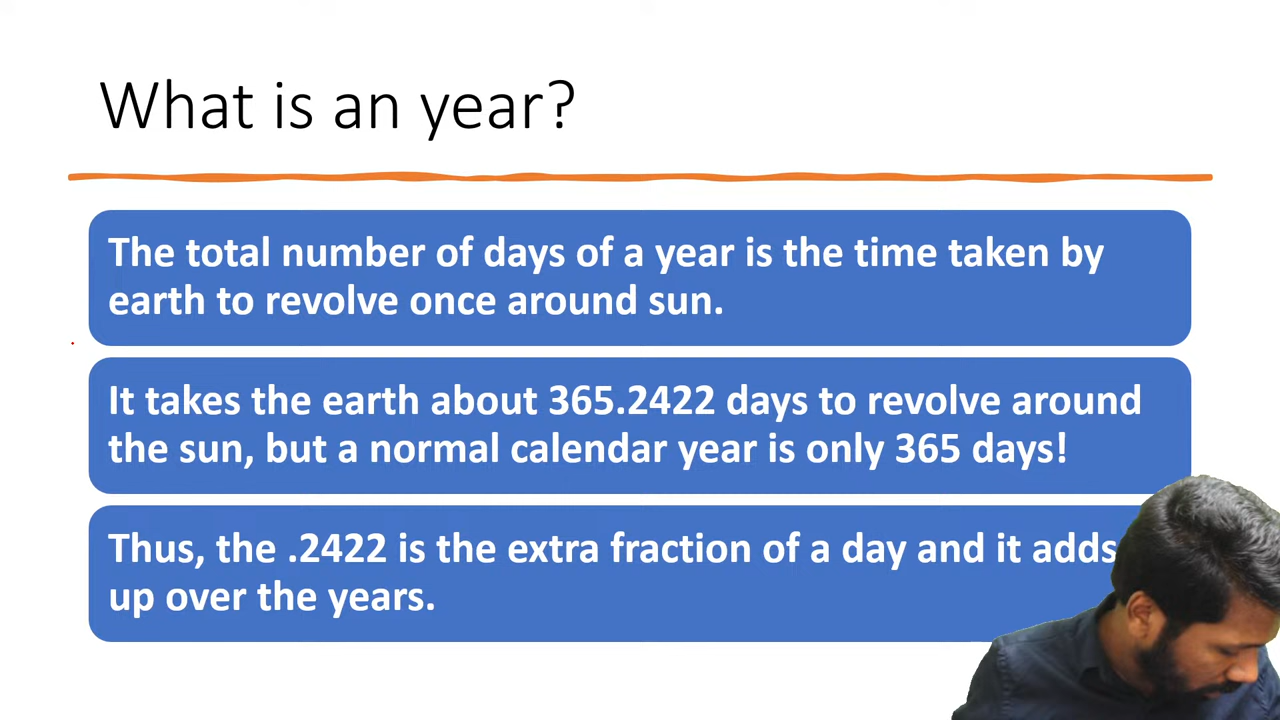 What is an year?
The total number of days of a year is the time taken by
earth to revolve once around sun.
It takes the earth about 365.2422 days to revolve around
the sun, but a normal calendar year is only 365 days!
Thus, the .2422 is the extra fraction of a day and it adds
up over the years.